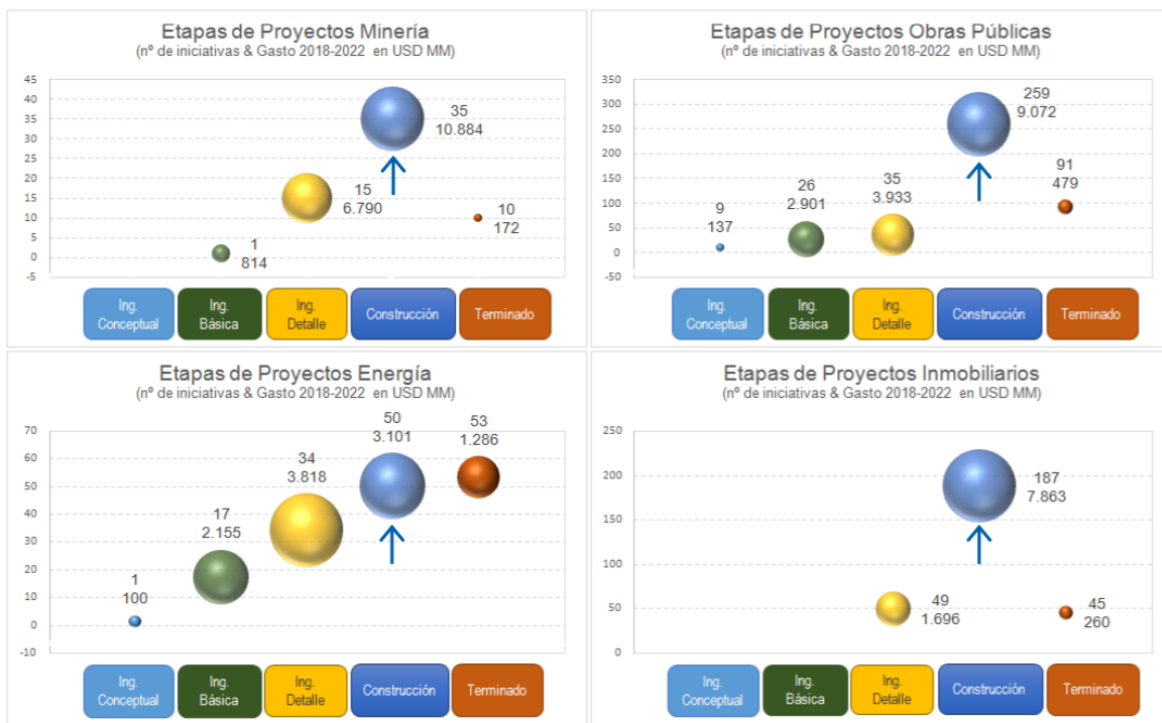 Etapas de Proyectos Minería
(nº de iniciativas & Gasto 2018-2022 en USD MM)
45
40
35
30
25
20
15
10
5
0
-5
1
814
15
6.790
35
10.884
10
172
Ing.
Conceptual
Ing.
Básica
Ing.
Detalle
Construcción
Terminado
Etapas de Proyectos Obras Públicas
(nº de iniciativas & Gasto 2018-2022 en USD MM)
350
300
250
200
150
100
50
0
-50
9
137
26
2.901
35
3.933
259
9.072
91
479
Ing.
Conceptual
Ing.
Básica
Ing.
Detalle
Construcción
Terminado
Etapas de Proyectos Energía
(nº de iniciativas & Gasto 2018-2022 en USD MM)
70
60
50
40
30
20
10
0
-10
1
100
17
2.155
34
3.818
50
3.101
53
1.286
Ing.
Conceptual
Ing.
Básica
Ing.
Detalle
Construcción
Terminado
Etapas de Proyectos Inmobiliarios
(nº de iniciativas & Gasto 2018-2022 en USD MM)
250
200
150
100
50
0
49
1.696
187
7.863
45
260
Ing.
Conceptual
Ing.
Básica
Ing.
Detalle
Construcción
Terminado